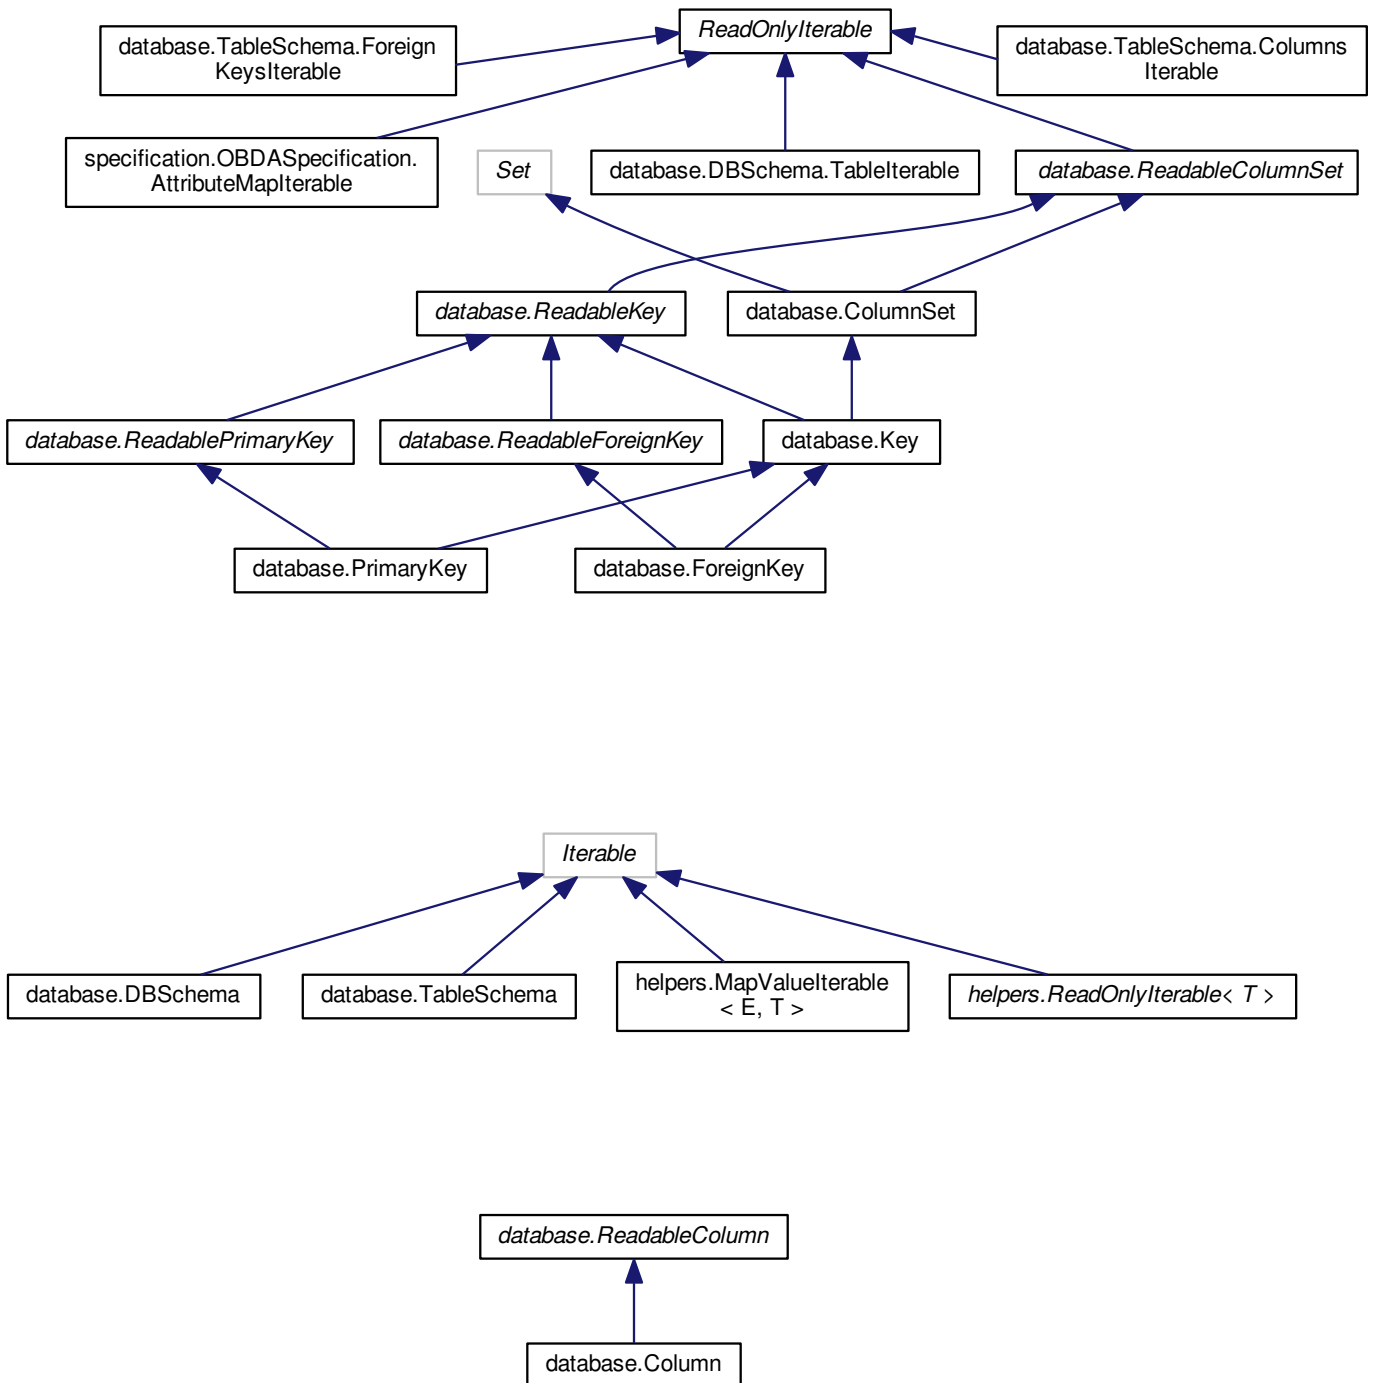 ReadOnlyIterable
database.TableSchema.Foreign
KeysIterable
database.TableSchema.Columns
Iterable
specification.OBDASpecification.
AttributeMapIterable
Set
database.DBSchema.TableIterable
database.ReadableColumnSet
database.ReadableKey
database.ColumnSet
database.ReadablePrimaryKey
database.ReadableForeignKey
database.Key
database.PrimaryKey
database.ForeignKey
Iterable
database.DBSchema
database.TableSchema
helpers.MapValueIterable
< E, T >
helpers.ReadOnlyIterable< T >
database.ReadableColumn
database.Column